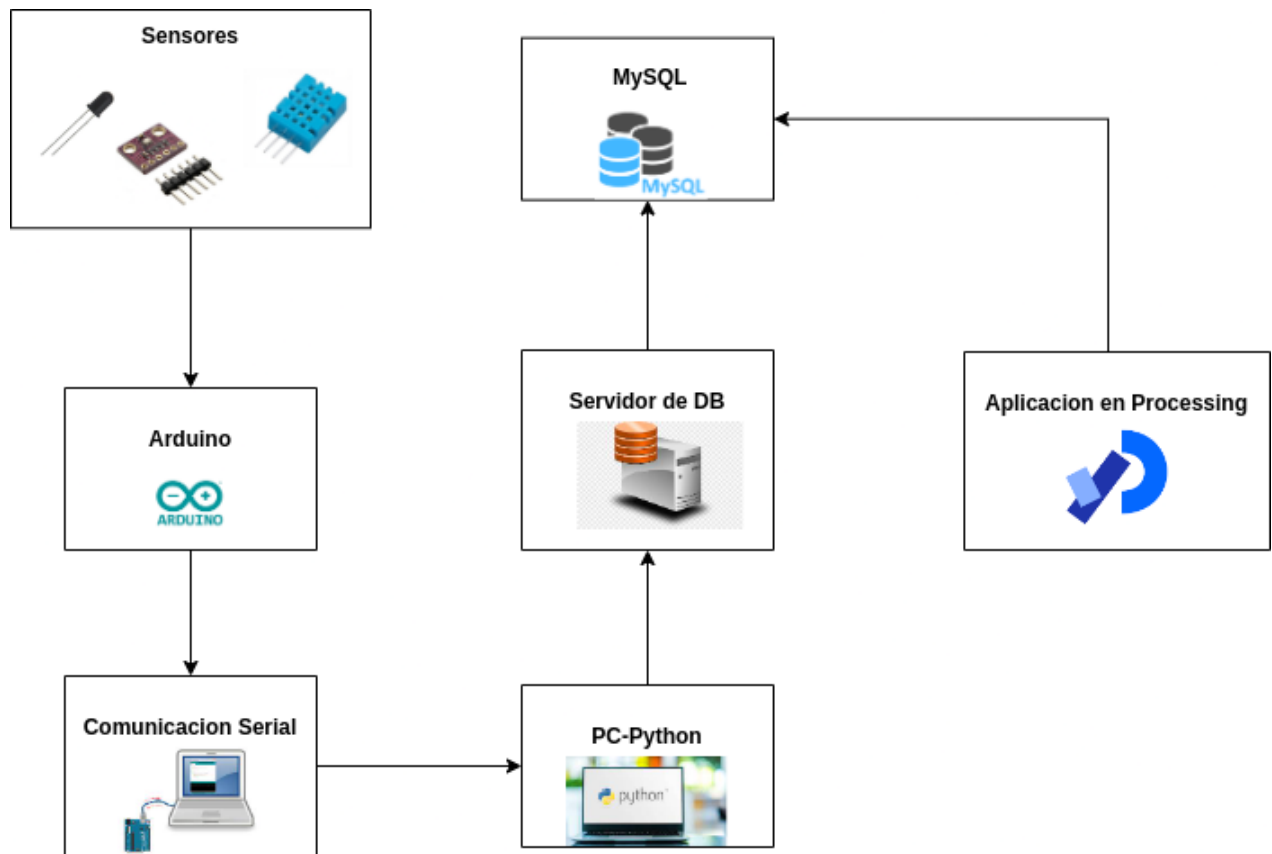 Sensores
MySQL
MySQL
Servidor de DB
Aplicacion en Processing
Arduino
ARDUINO
Comunicacion Serial
PC-Python
python